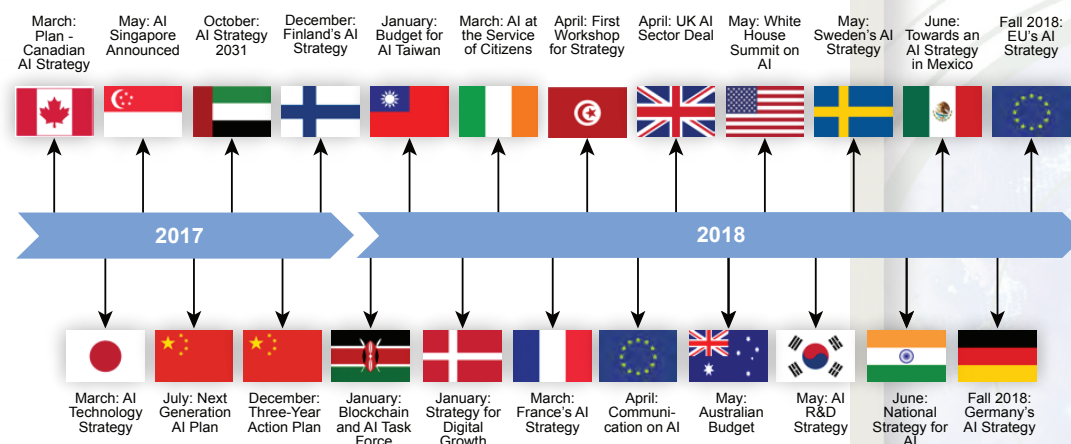 March:
Plan -
Canadian
AI Strategy
May: AI
Singapore
Announced
October:
AI Strategy
2031
December:
Finland's AI
Strategy
January:
Budget for
AI Taiwan
March: AI at
the Service
of Citizens
April: First
Workshop
for Strategy
April: UK AI
Sector Deal
May: White
House
Summit on
AI
May:
Sweden's AI
Strategy
June:
Towards an
AI Strategy
in Mexico
Fall 2018:
EU's AI
Strategy
2017
2018
March: AI
Technology
Strategy
July: Next
Generation
AI Plan
December:
Three-Year
Action Plan
January:
Blockchain
and AI Task
Force
January:
Strategy for
Digital
Growth
March:
France's AI
Strategy
April:
Communi-
cation on AI
May:
Australian
Budget
May: AI
R&D
Strategy
June:
National
Strategy for
AI
Fall 2018:
Germany's
AI Strategy